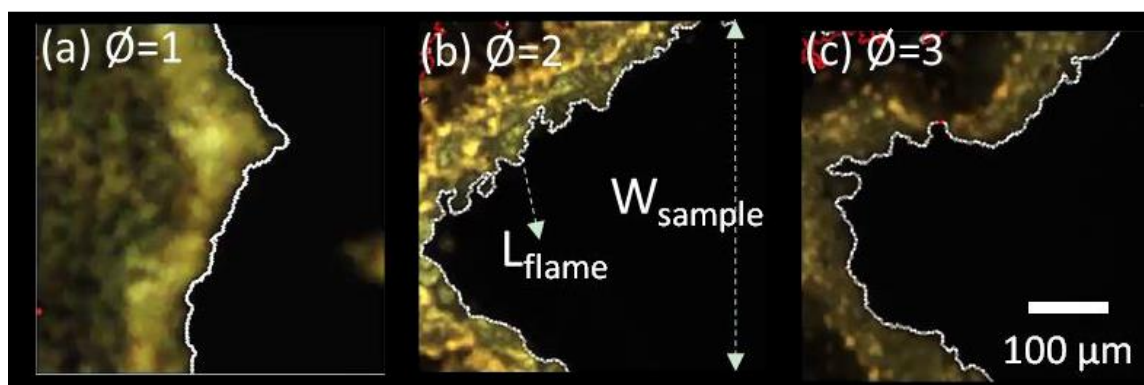 (a) Ø=1
(b) Ø=2
(c) Ø=3
W_sample
L_flame
100 µm